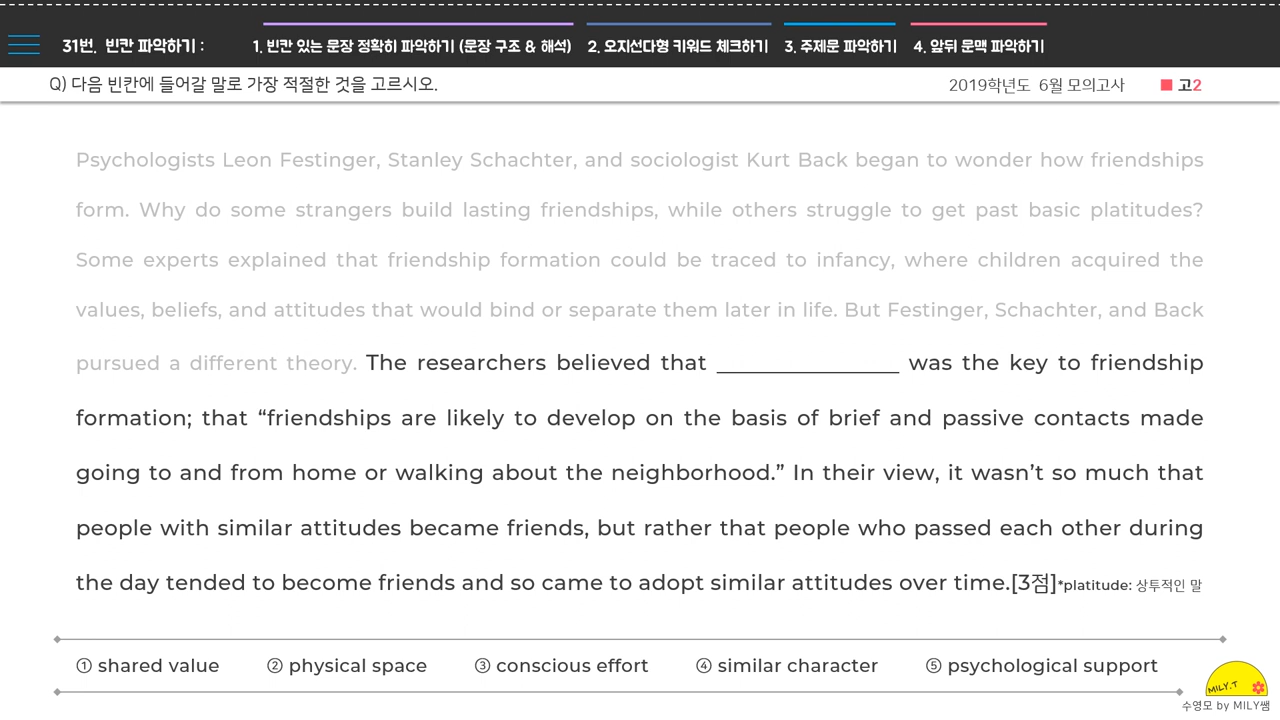 31번. 빈칸 파악하기 : 1. 빈칸 있는 문장 정확히 파악하기 (문장 구조 & 해석) 2. 오지선다형 키워드 체크하기 3. 주제문 파악하기 4. 앞뒤 문맥 파악하기
Q) 다음 빈칸에 들어갈 말로 가장 적절한 것을 고르시오. 2019학년도 6월 모의고사 ■ 고2
Psychologists Leon Festinger, Stanley Schachter, and sociologist Kurt Back began to wonder how friendships
form. Why do some strangers build lasting friendships, while others struggle to get past basic platitudes?
Some experts explained that friendship formation could be traced to infancy, where children acquired the
values, beliefs, and attitudes that would bind or separate them later in life. But Festinger, Schachter, and Back
pursued a different theory. The researchers believed that ________________ was the key to friendship
formation; that “friendships are likely to develop on the basis of brief and passive contacts made
going to and from home or walking about the neighborhood.” In their view, it wasn’t so much that
people with similar attitudes became friends, but rather that people who passed each other during
the day tended to become friends and so came to adopt similar attitudes over time.[3점]*platitude: 상투적인 말
① shared value ② physical space ③ conscious effort ④ similar character ⑤ psychological support
MILY.T
수영모 by MILY쌤